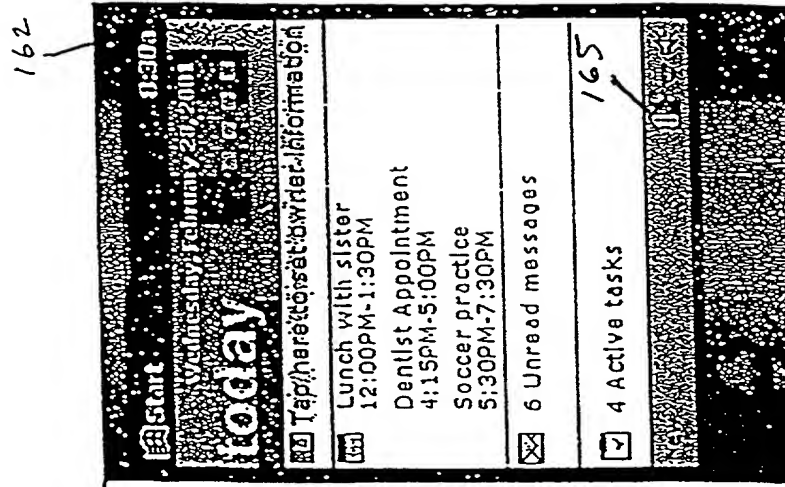 162
Start 8:30a
Wednesday, February 28,2001
today
Tap here to set owner information
Lunch with sister
12:00PM-1:30PM
Dentist Appointment
4:15PM-5:00PM
Soccer practice
5:30PM-7:30PM
6 Unread messages
4 Active tasks
165